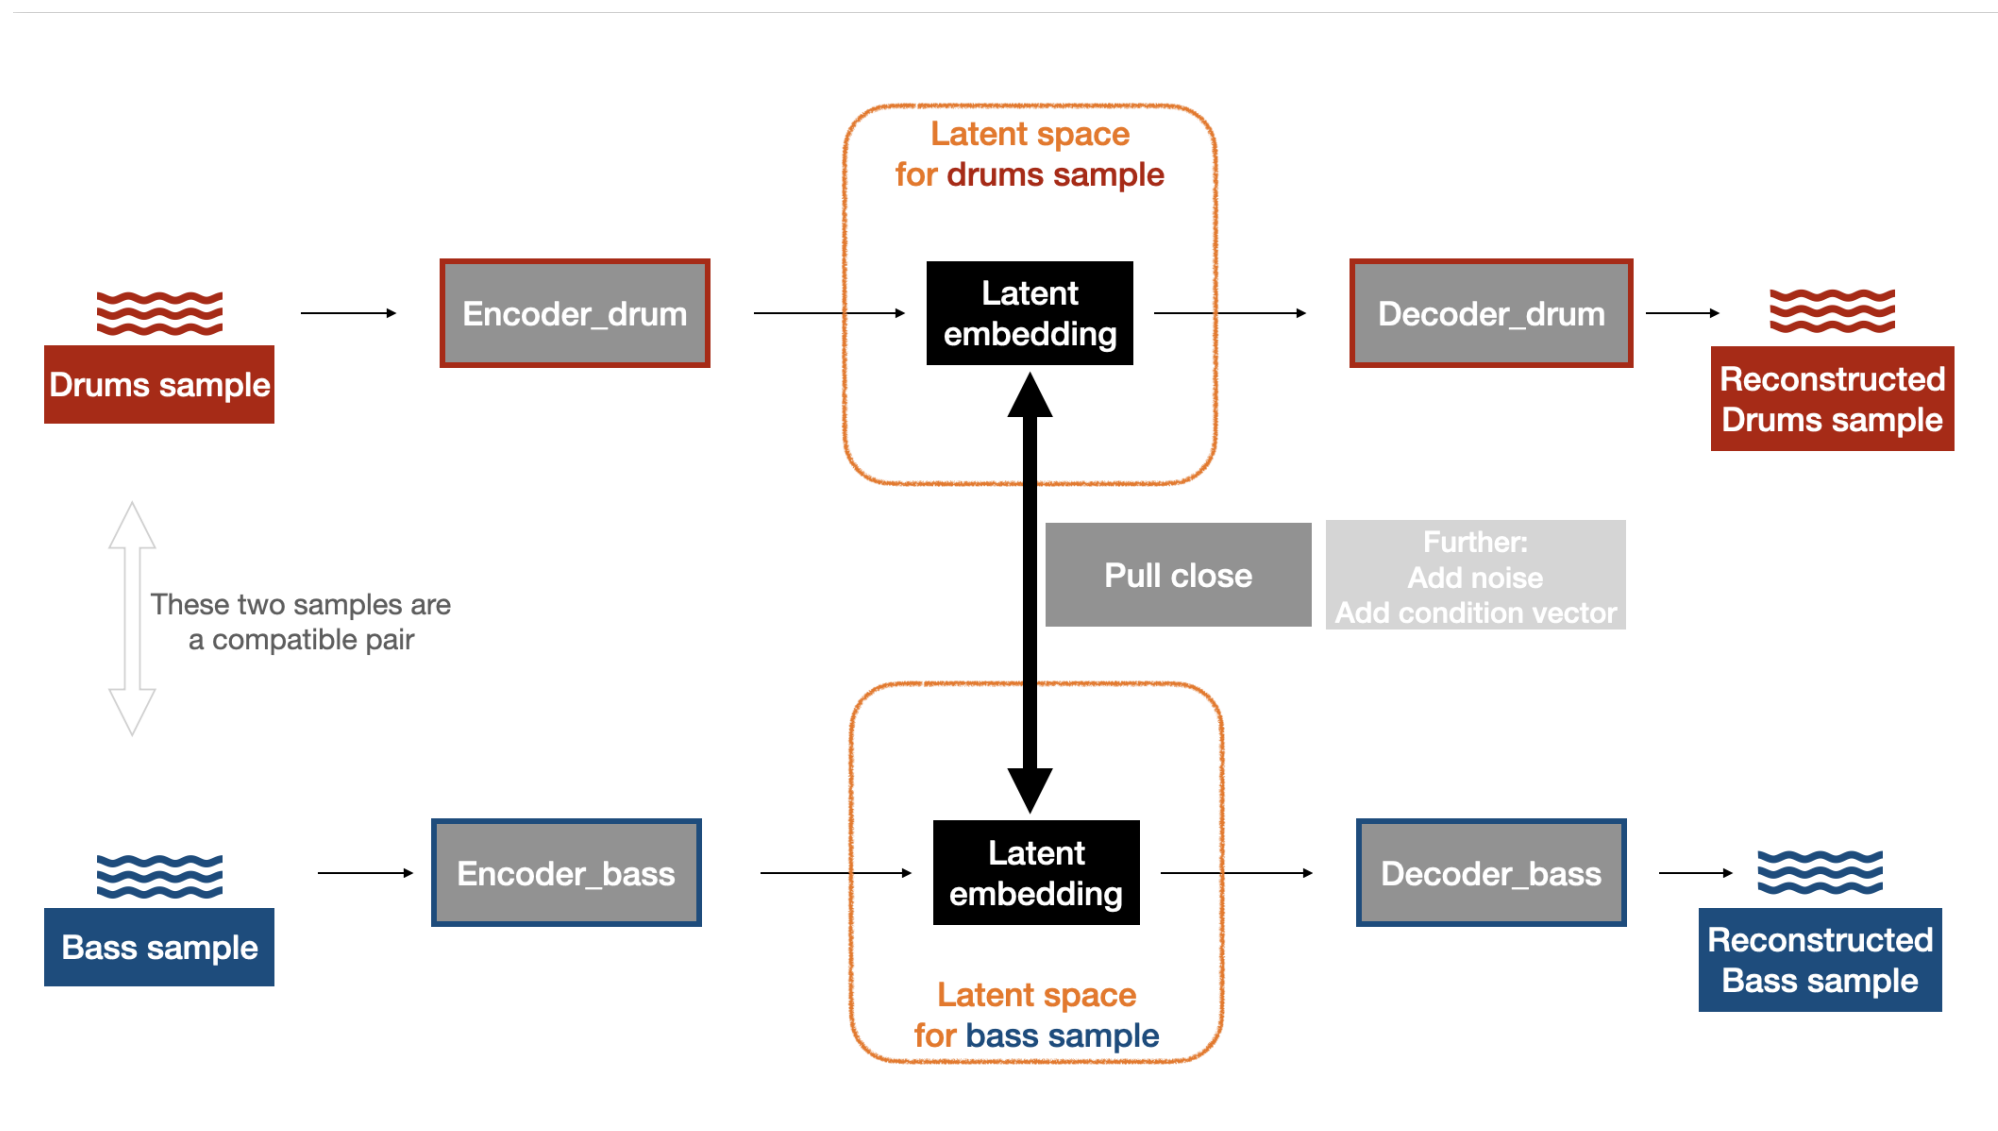 Latent space
for drums sample
Drums sample
Encoder_drum
Latent
embedding
Decoder_drum
Reconstructed
Drums sample
These two samples are
a compatible pair
Pull close
Further:
Add noise
Add condition vector
Bass sample
Encoder_bass
Latent
embedding
Decoder_bass
Reconstructed
Bass sample
Latent space
for bass sample